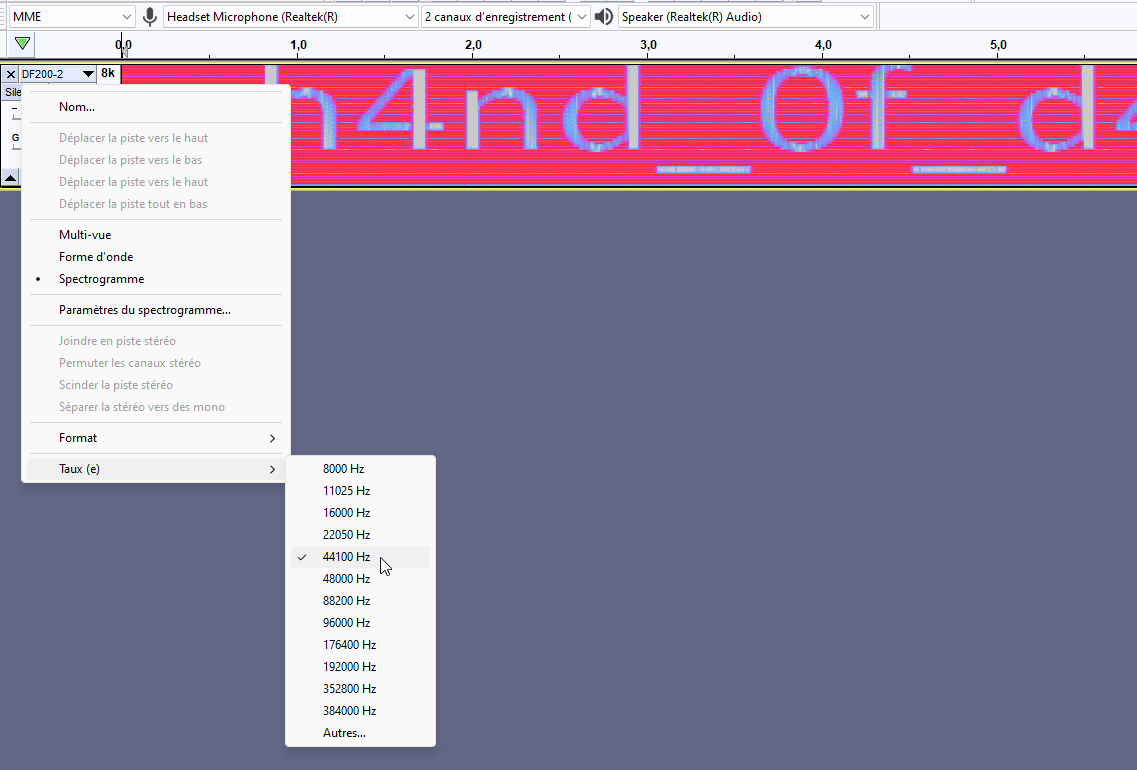 MME Headset Microphone (Realtek(R) 2 canaux d'enregistrement ( Speaker (Realtek(R) Audio)
0,0 1,0 2,0 3,0 4,0 5,0
DF200-2 8k
h4nd_0f_d4
Sile
G
Nom...
Déplacer la piste vers le haut
Déplacer la piste vers le bas
Déplacer la piste vers le haut
Déplacer la piste tout en bas
Multi-vue
Forme d'onde
Spectrogramme
Paramètres du spectrogramme...
Joindre en piste stéréo
Permuter les canaux stéréo
Scinder la piste stéréo
Séparer la stéréo vers des mono
Format
Taux (e)
8000 Hz
11025 Hz
16000 Hz
22050 Hz
44100 Hz
48000 Hz
88200 Hz
96000 Hz
176400 Hz
192000 Hz
352800 Hz
384000 Hz
Autres...